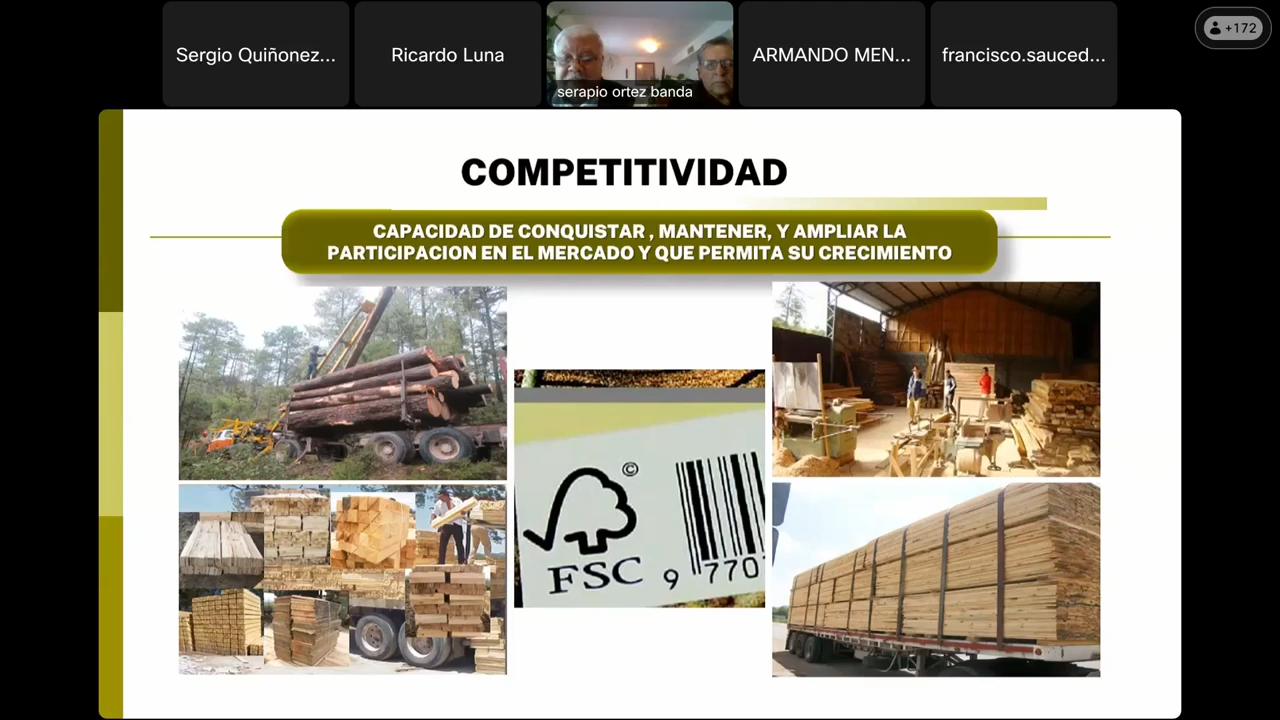 Sergio Quiñonez...
Ricardo Luna
serapio ortez banda
ARMANDO MEN...
francisco.sauced...
+172
COMPETITIVIDAD
CAPACIDAD DE CONQUISTAR , MANTENER, Y AMPLIAR LA
PARTICIPACION EN EL MERCADO Y QUE PERMITA SU CRECIMIENTO
©
FSC
9 770